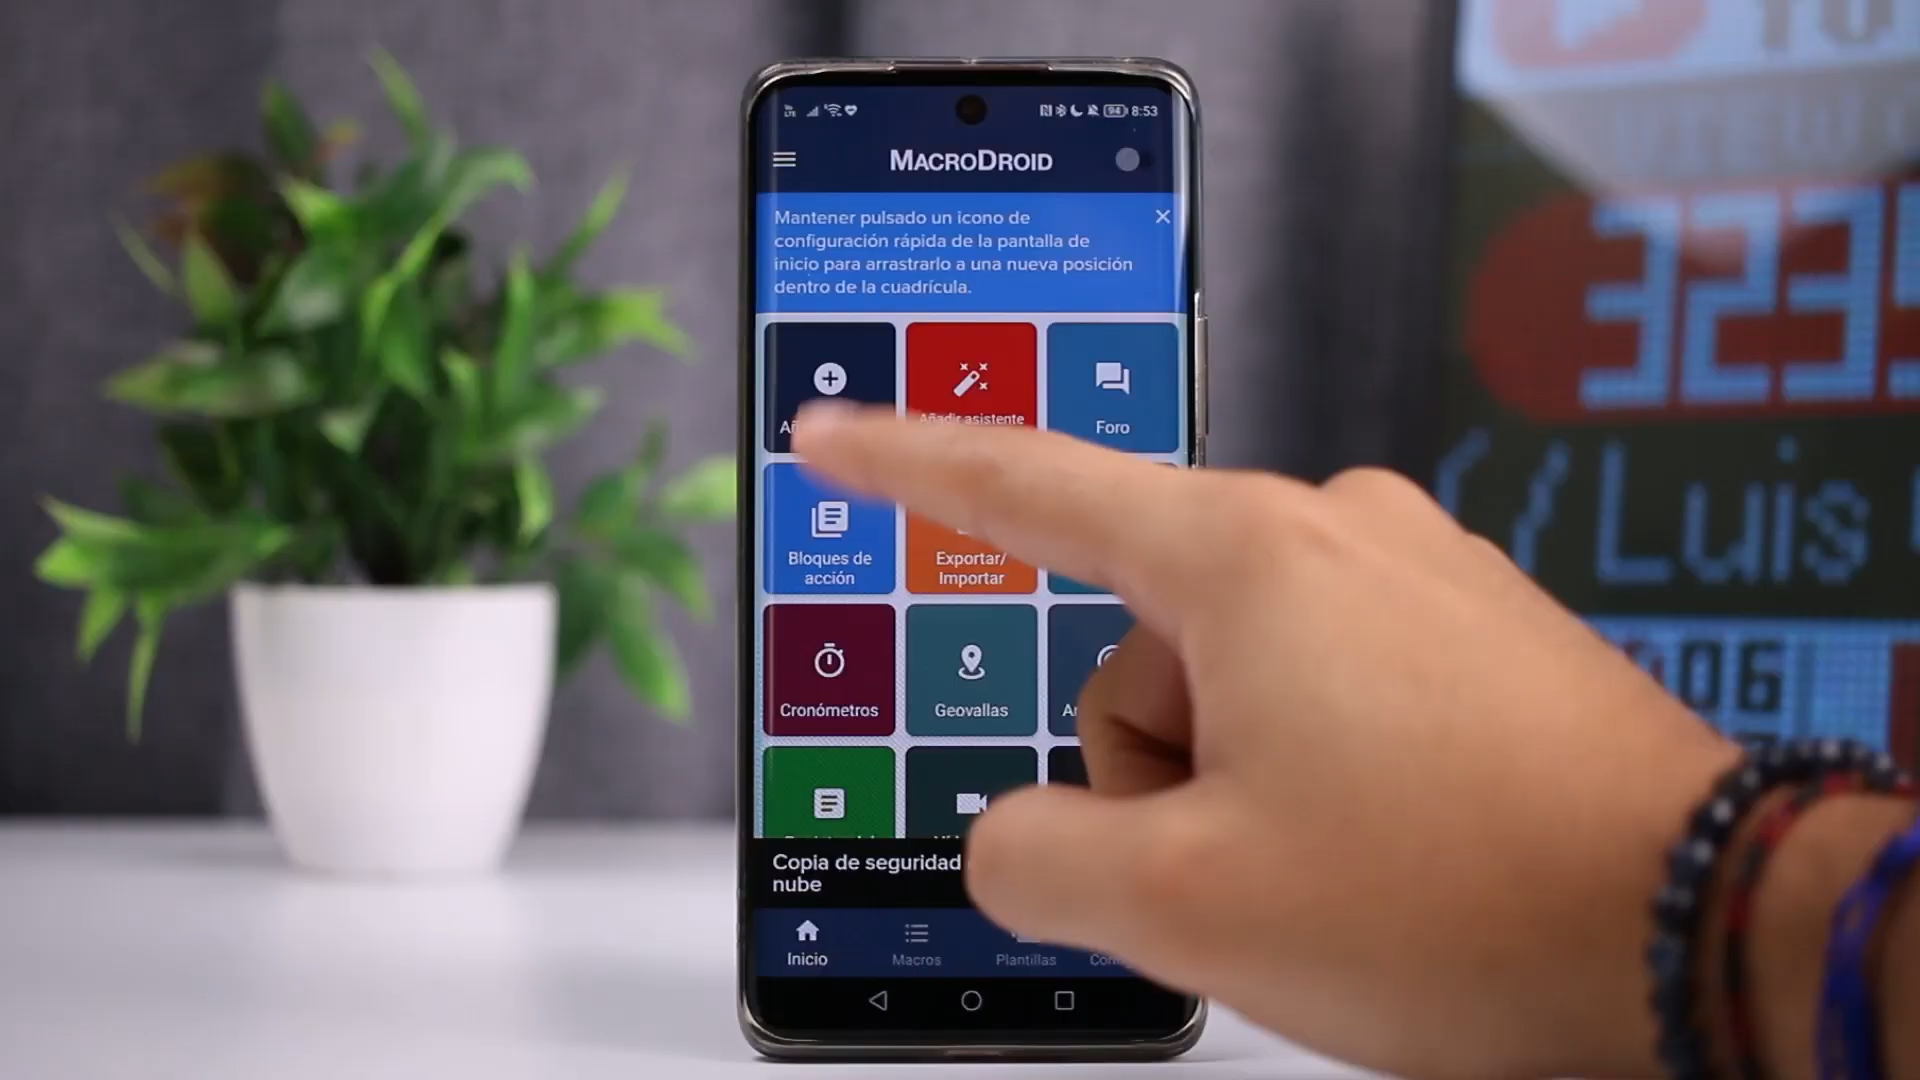 8:53
MACRODROID
Mantener pulsado un icono de
configuración rápida de la pantalla de
inicio para arrastrarlo a una nueva posición
dentro de la cuadrícula.
Añadir asistente
Foro
Bloques de
acción
Exportar/
Importar
Cronómetros
Geovallas
Copia de seguridad
nube
Inicio
Macros
Plantillas
323
Luis
06